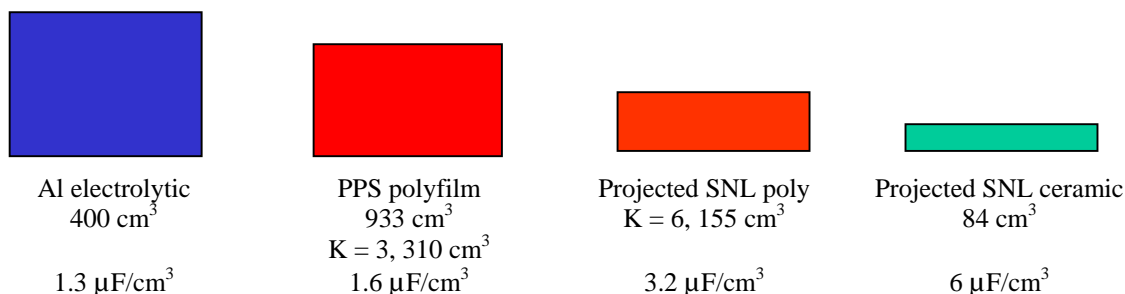 Al electrolytic
400 cm³
1.3 µF/cm³
PPS polyfilm
933 cm³
K = 3, 310 cm³
1.6 µF/cm³
Projected SNL poly
K = 6, 155 cm³
3.2 µF/cm³
Projected SNL ceramic
84 cm³
6 µF/cm³